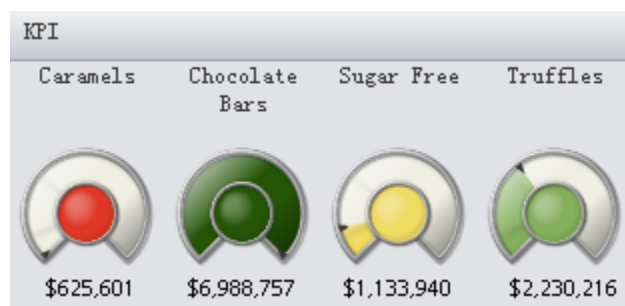 KPI
Caramels
Chocolate
Bars
Sugar Free
Truffles
$625,601
$6,988,757
$1,133,940
$2,230,216